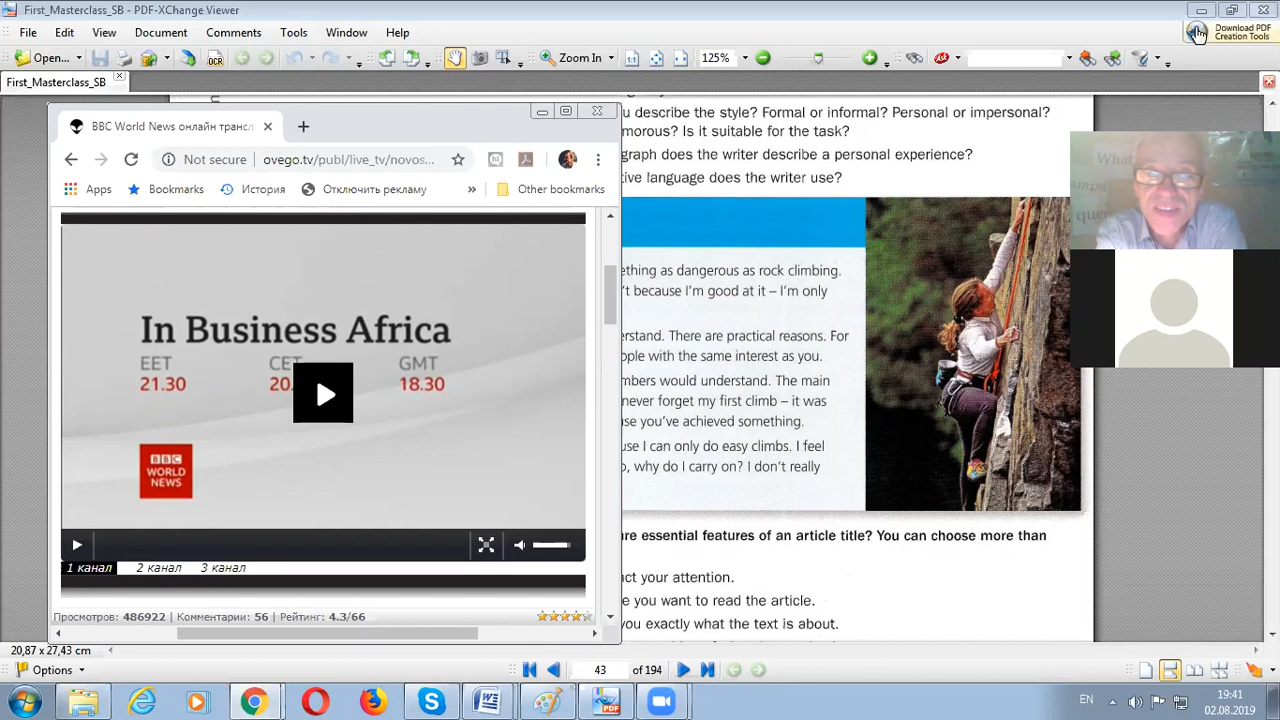 First_Masterclass_SB - PDF-XChange Viewer
File Edit View Document Comments Tools Window Help
Download PDF
Creation Tools
Open... OCR Zoom In 125%
First_Masterclass_SB
BBC World News онлайн трансл
Not secure ovego.tv/publ/live_tv/novos...
Apps Bookmarks История Отключить рекламу » Other bookmarks
In Business Africa
EET CET GMT
21.30 20. 18.30
BBC
WORLD
NEWS
1 канал 2 канал 3 канал
Просмотров: 486922 | Комментарии: 56 | Рейтинг: 4.3/66
u describe the style? Formal or informal? Personal or impersonal?
morous? Is it suitable for the task?
graph does the writer describe a personal experience?
tive language does the writer use?
ething as dangerous as rock climbing.
't because I'm good at it – I'm only
erstand. There are practical reasons. For
ople with the same interest as you.
mbers would understand. The main
never forget my first climb – it was
se you've achieved something.
use I can only do easy climbs. I feel
o, why do I carry on? I don't really
are essential features of an article title? You can choose more than
act your attention.
e you want to read the article.
you exactly what the text is about.
20,87 x 27,43 cm
Options 43 of 194
EN 19:41
02.08.2019